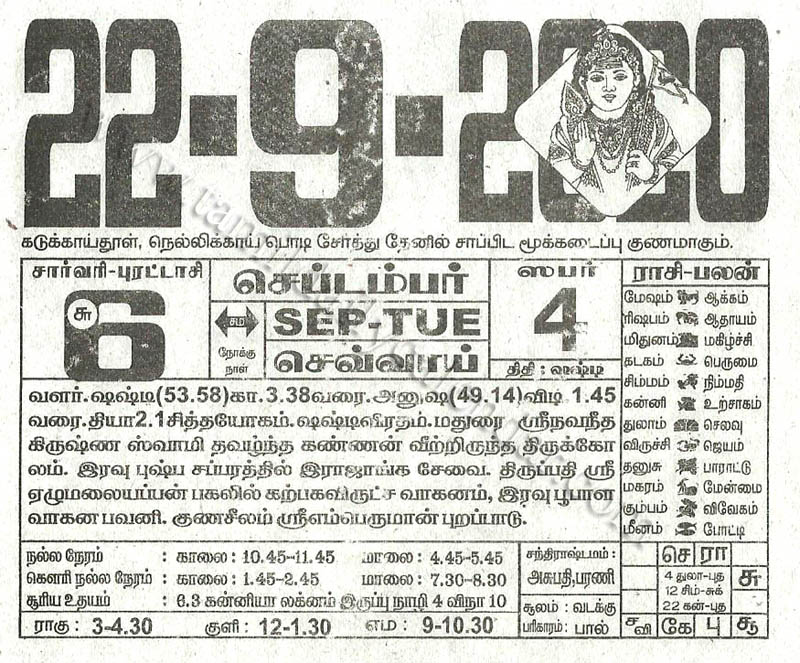 22-9-2020
கடுக்காய்தூள், நெல்லிக்காய் பொடி சேர்த்து தேனில் சாப்பிட மூக்கடைப்பு குணமாகும்.
சார்வரி-புரட்டாசி
சு
6
செப்டம்பர்
சம
நோக்கு
நாள்
SEP-TUE
செவ்வாய்
ஸபர்
4
திதி : ஷஷ்டி
வளர். ஷஷ்டி(53.58)கா.3.38வரை.அனுஷ(49.14)விடி 1.45
வரை.தியா2.1சித்தயோகம். ஷஷ்டிவிரதம். மதுரை ஸ்ரீநவநீத
கிருஷ்ண ஸ்வாமி தவழ்ந்த கண்ணன் வீற்றிருந்த திருக்கோ
லம். இரவு புஷ்ப சப்பரத்தில் இராஜாங்க சேவை. திருப்பதி ஸ்ரீ
ஏழுமலையப்பன் பகலில் கற்பகவிருட்ச வாகனம், இரவு பூபாள
வாகன பவனி. குணசீலம் ஸ்ரீஎம்பெருமான் புறப்பாடு.
ராசி-பலன்
மேஷம் ஆக்கம்
ரிஷபம் ஆதாயம்
மிதுனம் மகிழ்ச்சி
கடகம் பெருமை
சிம்மம் நிம்மதி
கன்னி உற்சாகம்
துலாம் செலவு
விருச்சி ஜெயம்
தனுசு பாராட்டு
மகரம் மேன்மை
கும்பம் விவேகம்
மீனம் போட்டி
நல்ல நேரம் : காலை: 10.45-11.45 மாலை : 4.45-5.45
கௌரி நல்ல நேரம் : காலை: 1.45-2.45 மாலை: 7.30-8.30
சூரிய உதயம் : 6.3 கன்னியா லக்னம் இருப்பு நாழி 4 விநா 10
ராகு : 3-4.30 குளி : 12-1.30 எம : 9-10.30
சந்திராஷ்டமம் :
அசுபதி,பரணி
சூலம் : வடக்கு
பரிகாரம் : பால்
செ ரா
4 துலா-புத
12 சிம்-சுக்
22 கன்-புத
சு
சவி கே பு சூ